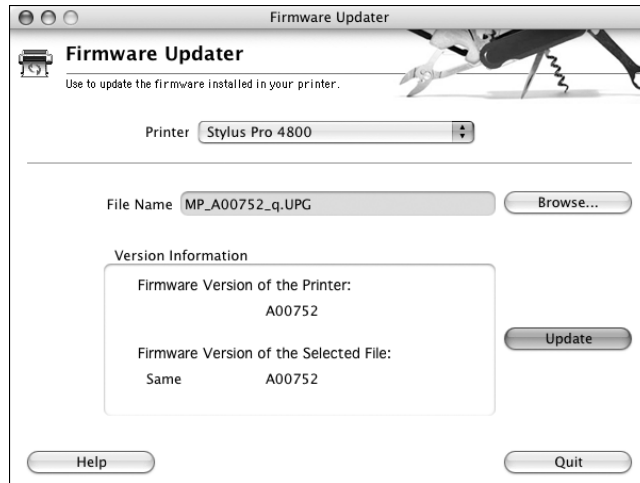 Firmware Updater
Firmware Updater
Use to update the firmware installed in your printer.
Printer Stylus Pro 4800
File Name MP_A00752_q.UPG Browse...
Version Information
Firmware Version of the Printer:
A00752
Update
Firmware Version of the Selected File:
Same A00752
Help Quit